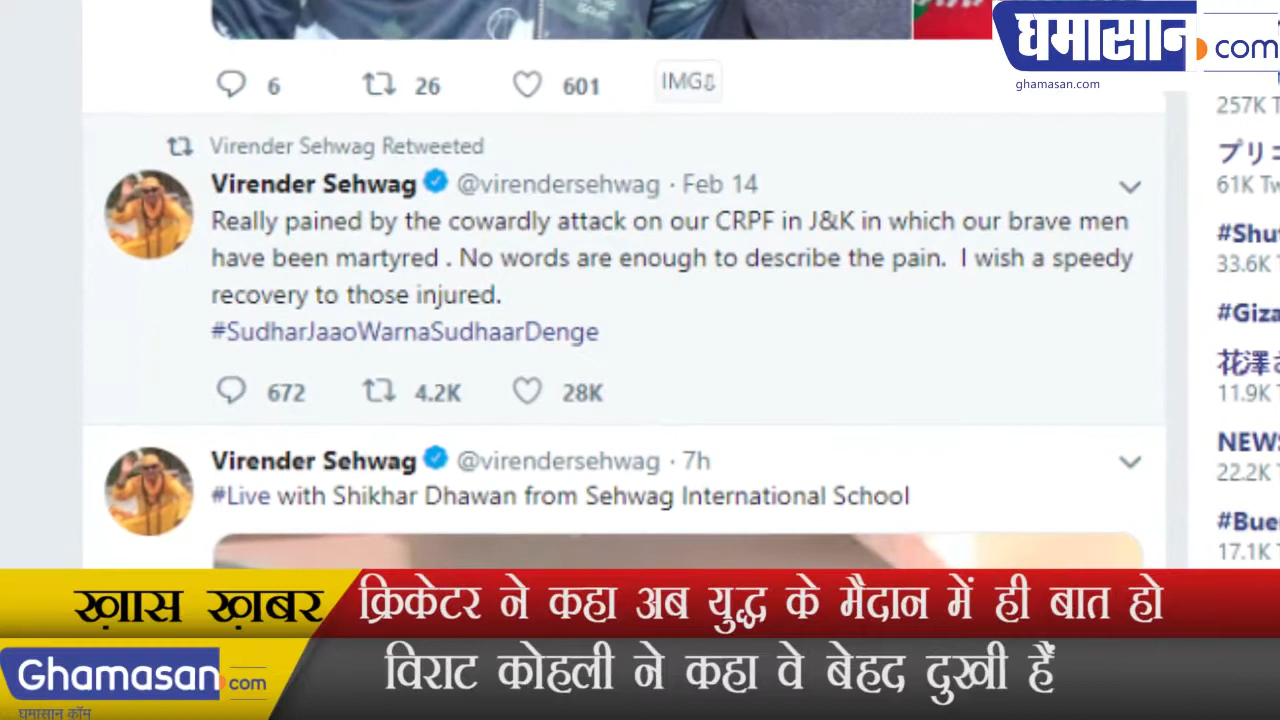 घमासान.com
ghamasan.com
6 26 601 IMG
257K
Virender Sehwag Retweeted
Virender Sehwag @virendersehwag · Feb 14
61K
Really pained by the cowardly attack on our CRPF in J&K in which our brave men
have been martyred . No words are enough to describe the pain. I wish a speedy
recovery to those injured.
#SudharJaaoWarnaSudhaarDenge
33.6K
672 4.2K 28K
11.9K
Virender Sehwag @virendersehwag · 7h
#Live with Shikhar Dhawan from Sehwag International School
22.2K
17.1K
ख़ास ख़बर
क्रिकेटर ने कहा अब युद्ध के मैदान में ही बात हो
विराट कोहली ने कहा वे बेहद दुखी हैं
Ghamasan.com
घमासान कॉम